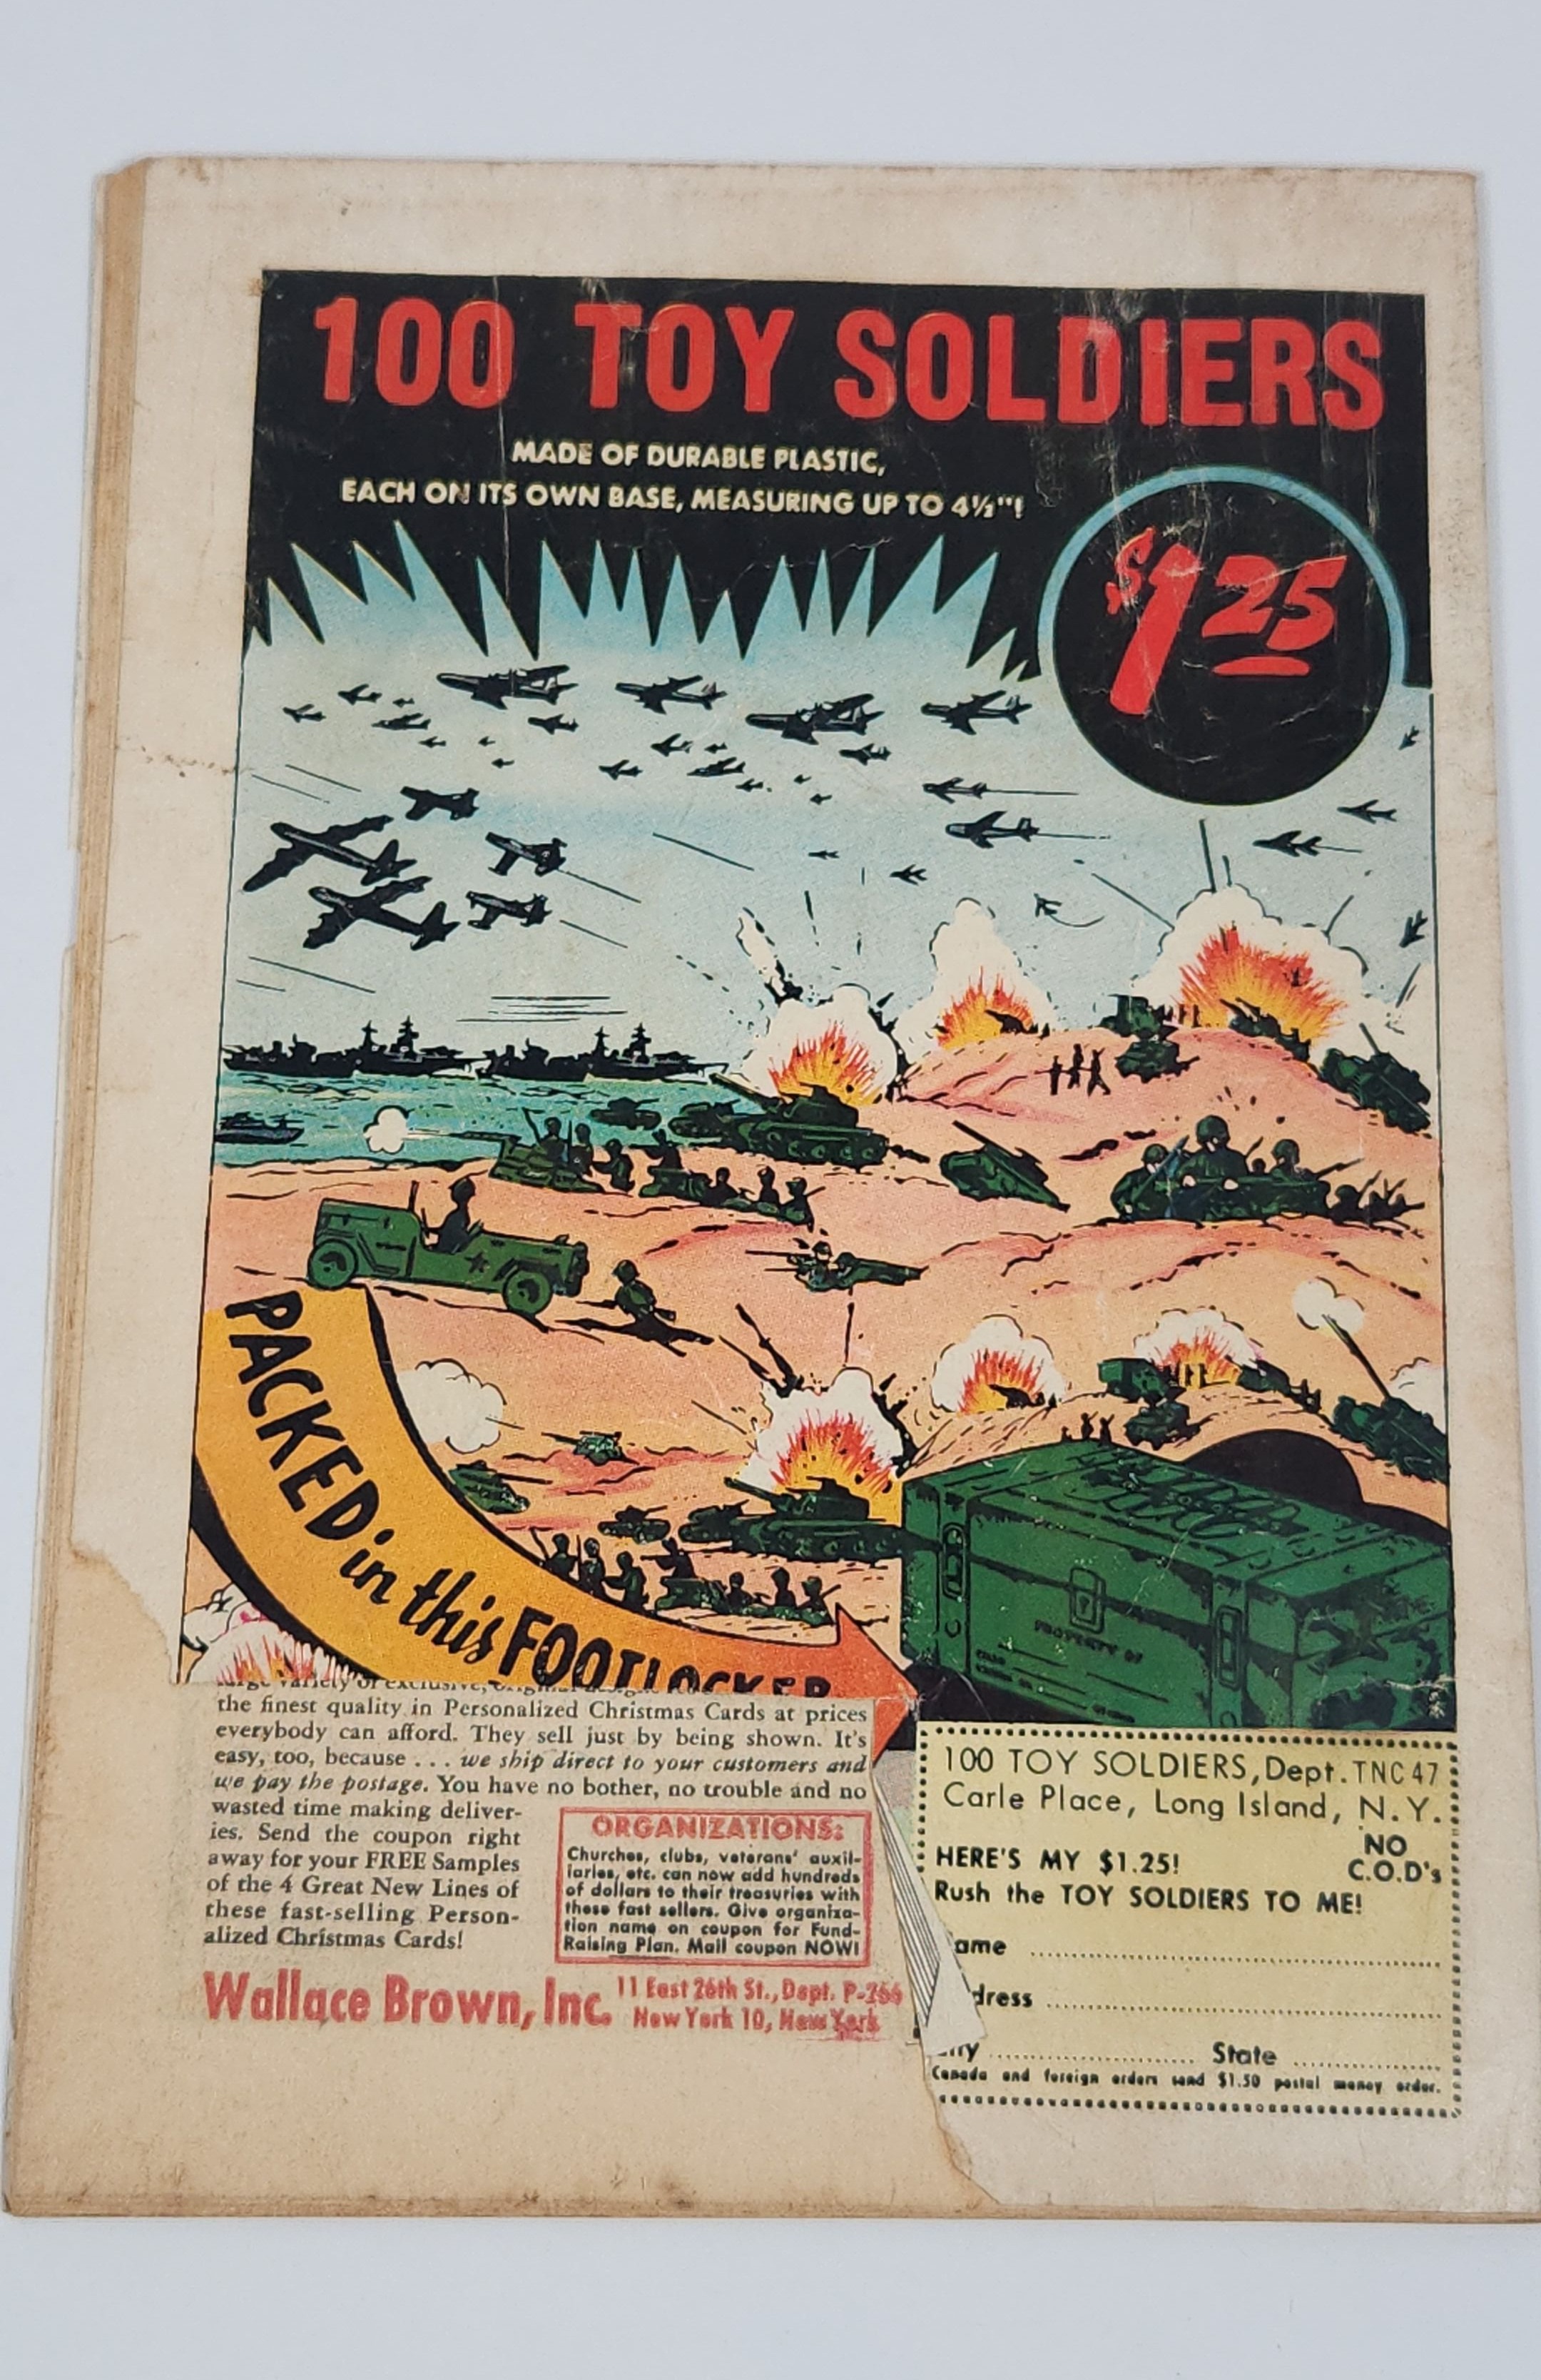 100 TOY SOLDIERS
MADE OF DURABLE PLASTIC,
EACH ON ITS OWN BASE, MEASURING UP TO 4½"!
$1 25
PACKED in this FOOTLOCKER
PROPERTY OF
variety of exclusive,
the finest quality in Personalized Christmas Cards at prices
everybody can afford. They sell just by being shown. It's
easy, too, because . . . we ship direct to your customers and
we pay the postage. You have no bother, no trouble and no
wasted time making deliver-
ies. Send the coupon right
away for your FREE Samples
of the 4 Great New Lines of
these fast-selling Person-
alized Christmas Cards!
ORGANIZATIONS:
Churches, clubs, veterans' auxil-
iaries, etc. can now add hundreds
of dollars to their treasuries with
these fast sellers. Give organiza-
tion name on coupon for Fund-
Raising Plan. Mail coupon NOW!
Wallace Brown, Inc. 11 East 26th St., Dept. P-266
New York 10, New York
100 TOY SOLDIERS, Dept. TNC 47
Carle Place, Long Island, N. Y.
HERE'S MY $1.25!
NO
C.O.D's
Rush the TOY SOLDIERS TO ME!
ame
dress
ity State
Canada and foreign orders send $1.50 postal money order.